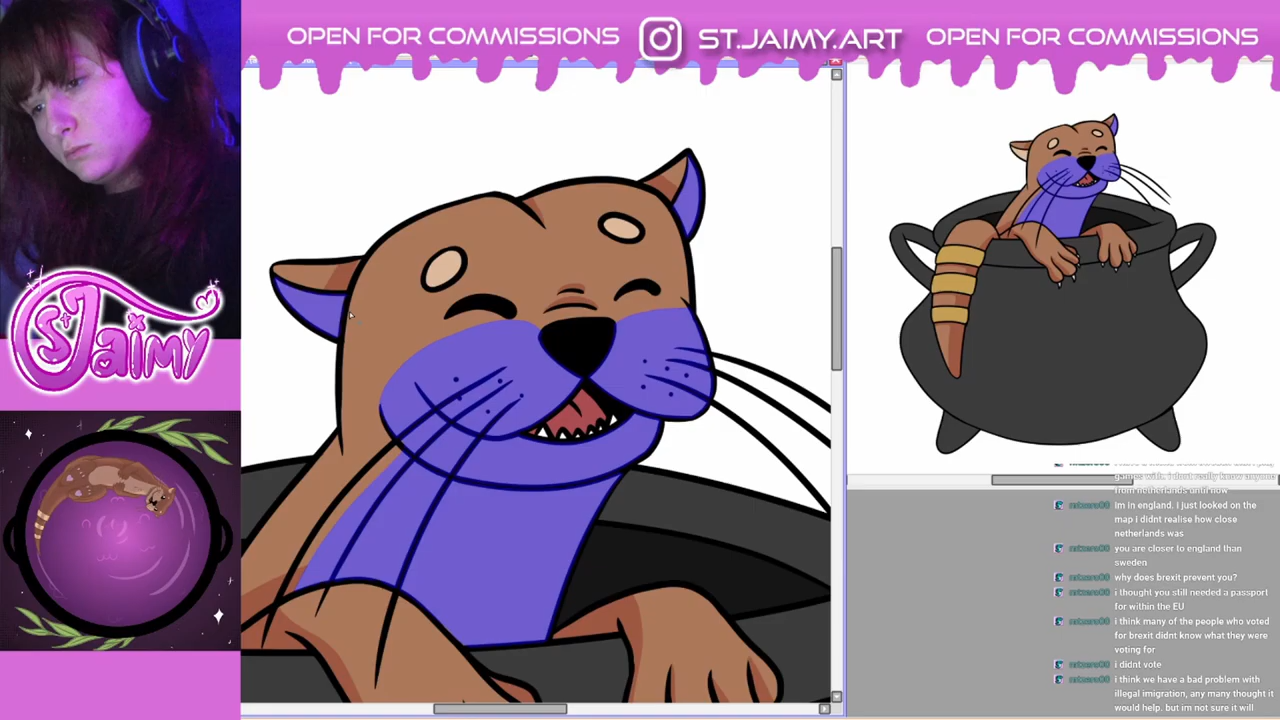 OPEN FOR COMMISSIONS
ST.JAIMY.ART
OPEN FOR COMMISSIONS
St Jaimy
from netherlands until now
Im in england. i just looked on the
map i didnt realise how close
netherlands was
you are closer to england than
sweden
why does brexit prevent you?
i thought you still needed a passport
for within the EU
i think many of the people who voted
for brexit didnt know what they were
voting for
i didnt vote
i think we have a bad problem with
illegal imigration, any many thought it
would help. but im not sure it will